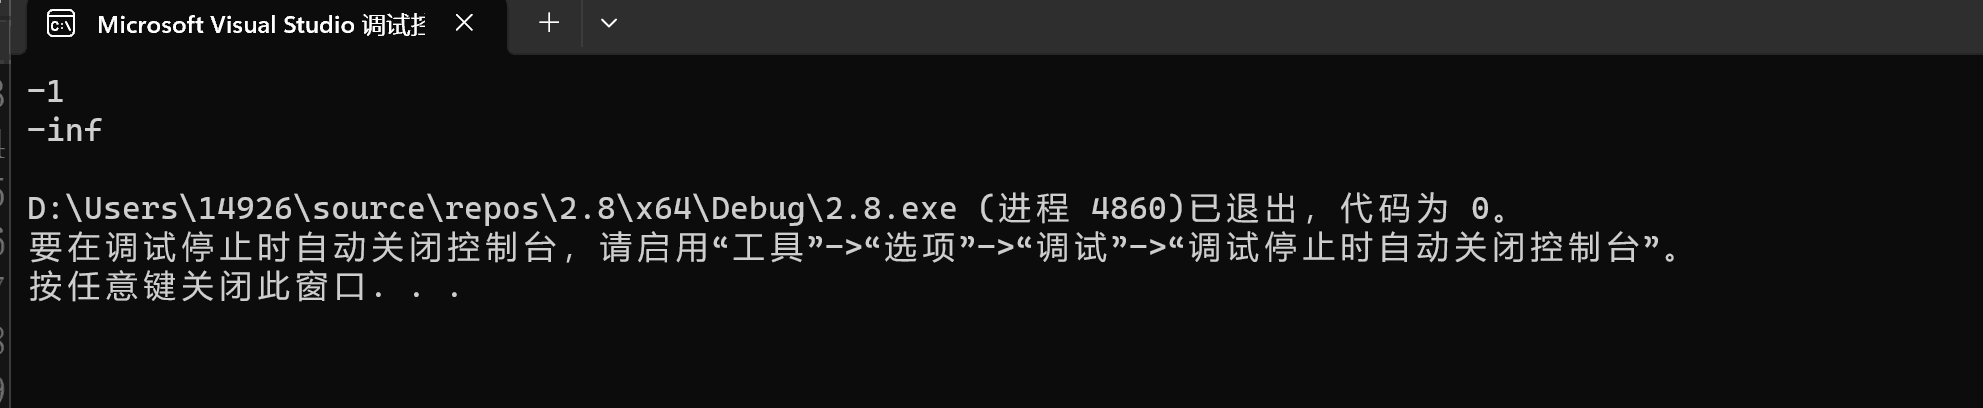 Microsoft Visual Studio 调试
-1
-inf
D:\Users\14926\source\repos\2.8\x64\Debug\2.8.exe (进程 4860)已退出，代码为 0。
要在调试停止时自动关闭控制台，请启用“工具”->“选项”->“调试”->“调试停止时自动关闭控制台”。
按任意键关闭此窗口. . .